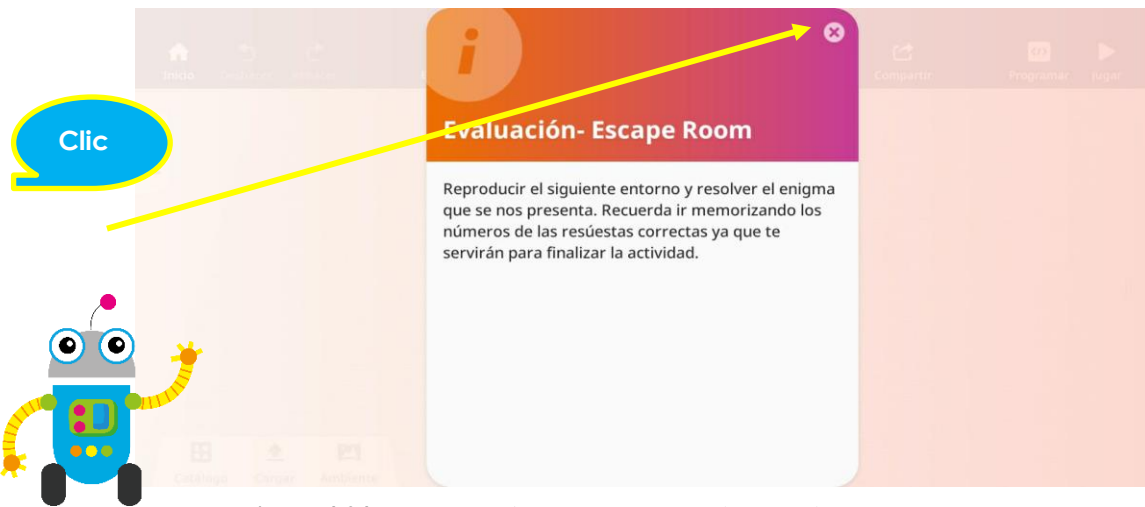 Inicio
Deshacer
Rehacer
Compartir
Programar
Jugar
Clic
Evaluación- Escape Room
Reproducir el siguiente entorno y resolver el enigma
que se nos presenta. Recuerda ir memorizando los
números de las resúestas correctas ya que te
servirán para finalizar la actividad.
Catálogo
Cargar
Ambiente